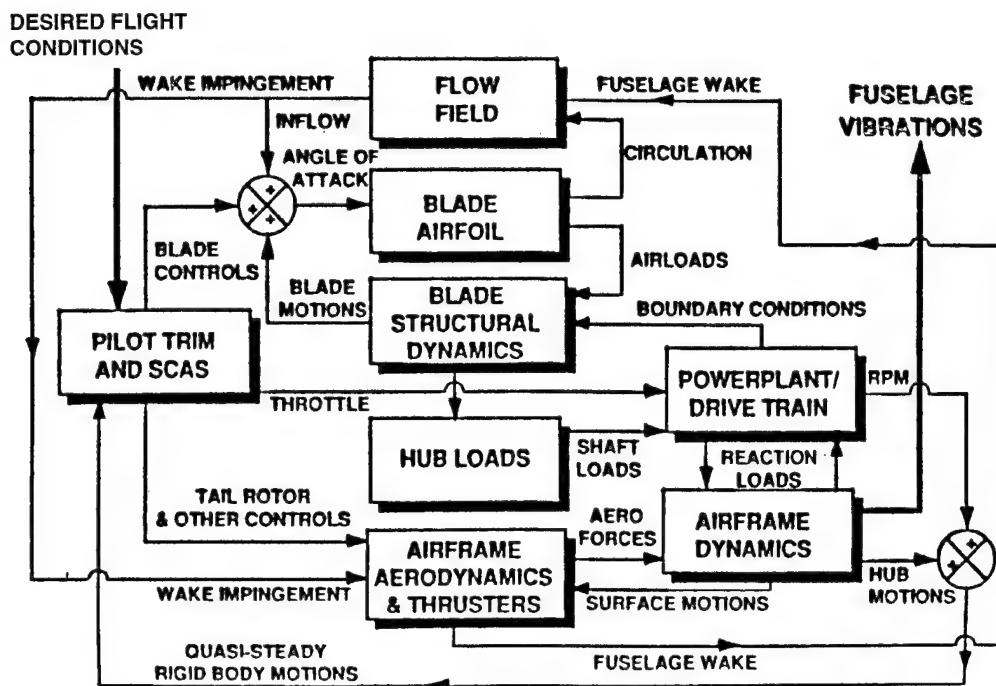 DESIRED FLIGHT
CONDITIONS
WAKE IMPINGEMENT
FLOW
FIELD
FUSELAGE WAKE
FUSELAGE
VIBRATIONS
INFLOW
ANGLE OF
ATTACK
CIRCULATION
BLADE
AIRFOIL
BLADE
CONTROLS
AIRLOADS
BLADE
MOTIONS
BLADE
STRUCTURAL
DYNAMICS
BOUNDARY CONDITIONS
PILOT TRIM
AND SCAS
THROTTLE
POWERPLANT/
DRIVE TRAIN
RPM
HUB LOADS
SHAFT
LOADS
REACTION
LOADS
TAIL ROTOR
& OTHER CONTROLS
AERO
FORCES
AIRFRAME
DYNAMICS
AIRFRAME
AERODYNAMICS
& THRUSTERS
HUB
MOTIONS
WAKE IMPINGEMENT
SURFACE MOTIONS
QUASI-STEADY
RIGID BODY MOTIONS
FUSELAGE WAKE